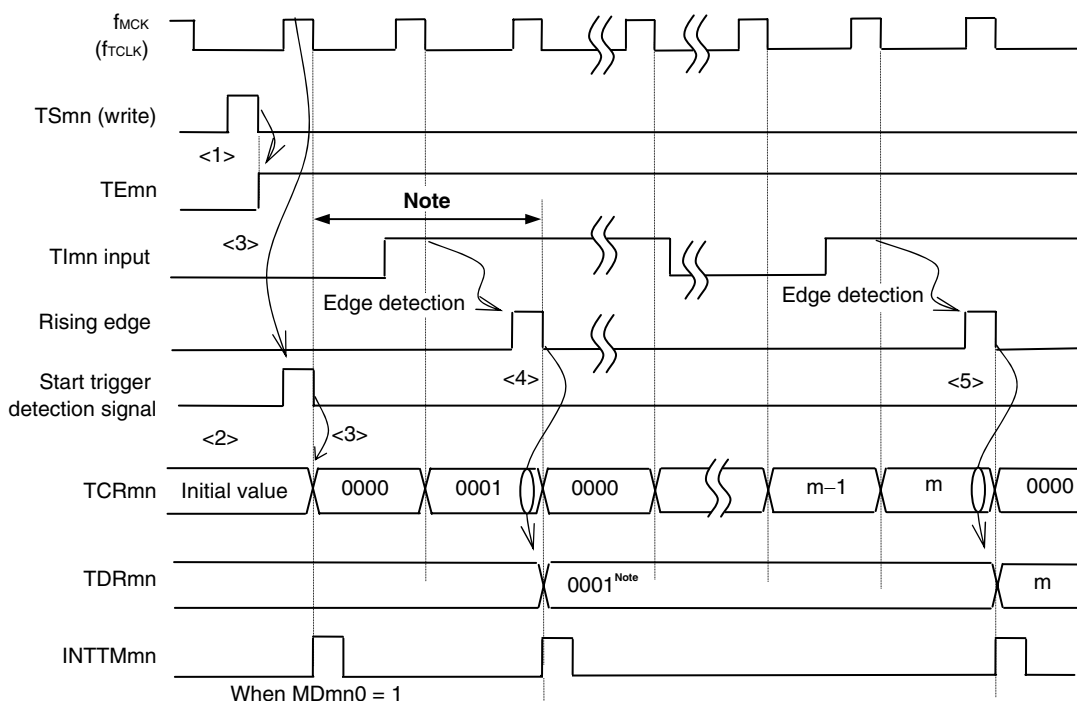 fMCK
(fTCLK)
TSmn (write)
<1>
TEmn
Note
<3>
TImn input
Edge detection
Edge detection
Rising edge
<4>
<5>
Start trigger
detection signal
<2>
<3>
TCRmn
Initial value
0000
0001
0000
m−1
m
0000
TDRmn
0001Note
m
INTTMmn
When MDmn0 = 1